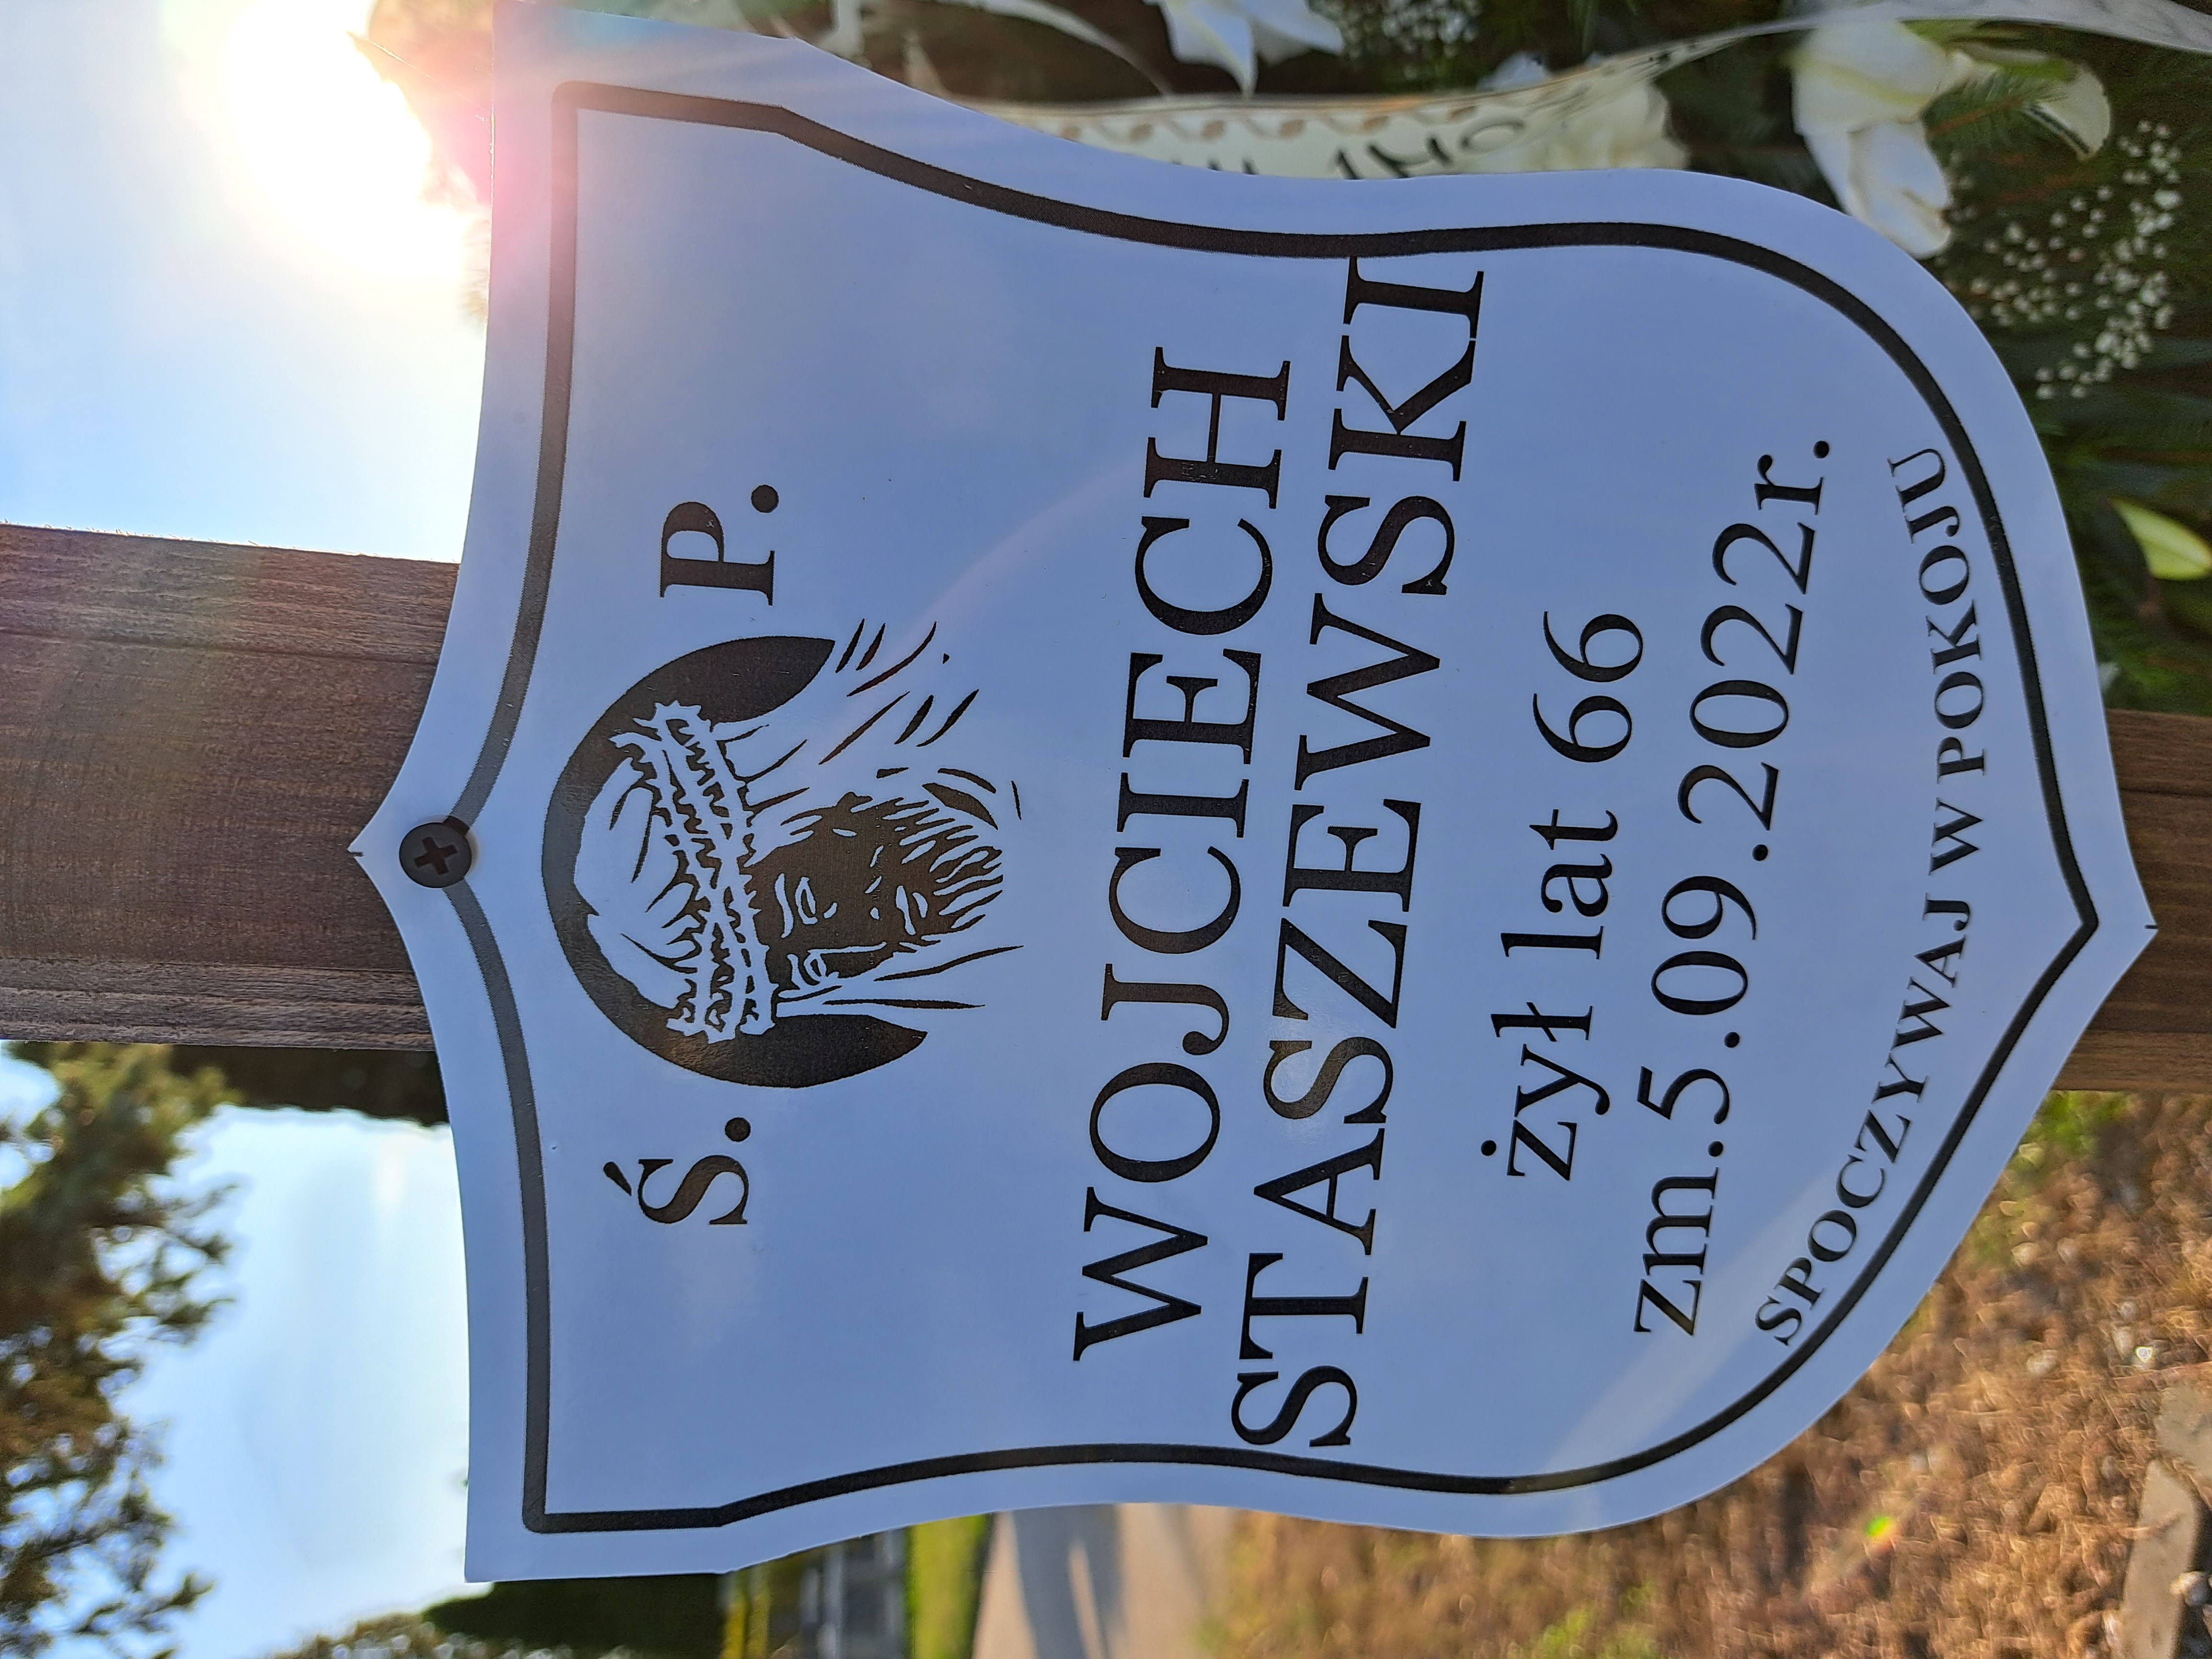 Ś. P.
WOJCIECH
STASZEWSKI
żył lat 66
zm.5.09.2022r.
SPOCZYWAJ W POKOJU